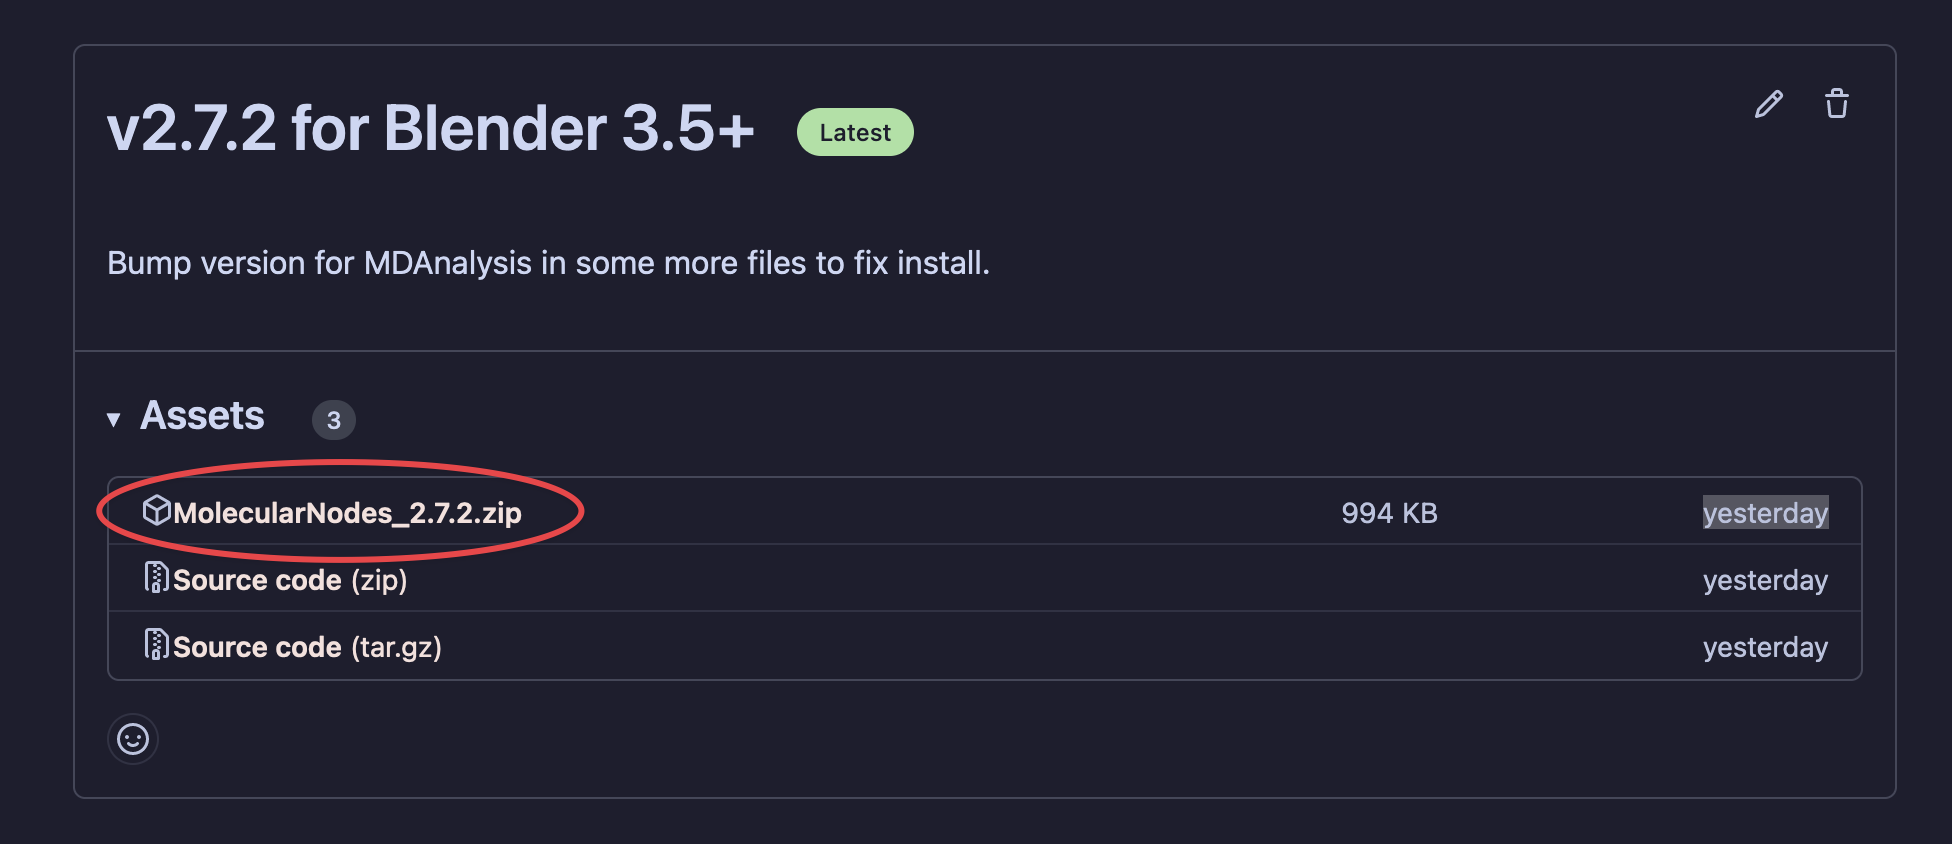 v2.7.2 for Blender 3.5+ Latest
Bump version for MDAnalysis in some more files to fix install.
Assets 3
MolecularNodes_2.7.2.zip 994 KB yesterday
Source code (zip) yesterday
Source code (tar.gz) yesterday